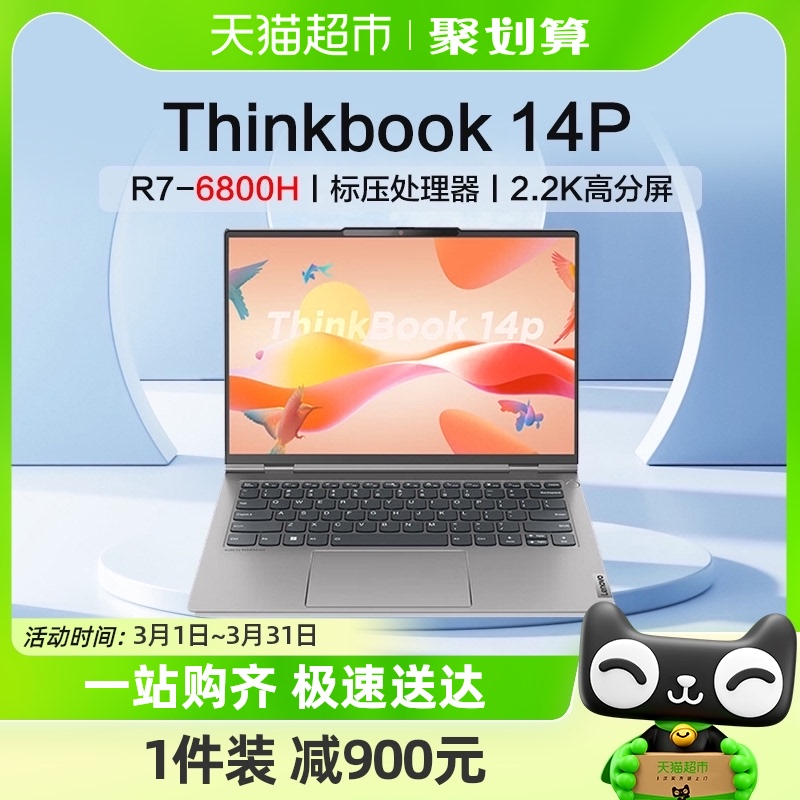 天猫超市 | 聚划算
Thinkbook 14P
R7-6800H | 标压处理器 | 2.2K高分屏
ThinkBook 14p
Lenovo
活动时间: 3月1日~3月31日
一站购齐 极速送达
1件装 减900元
天猫超市